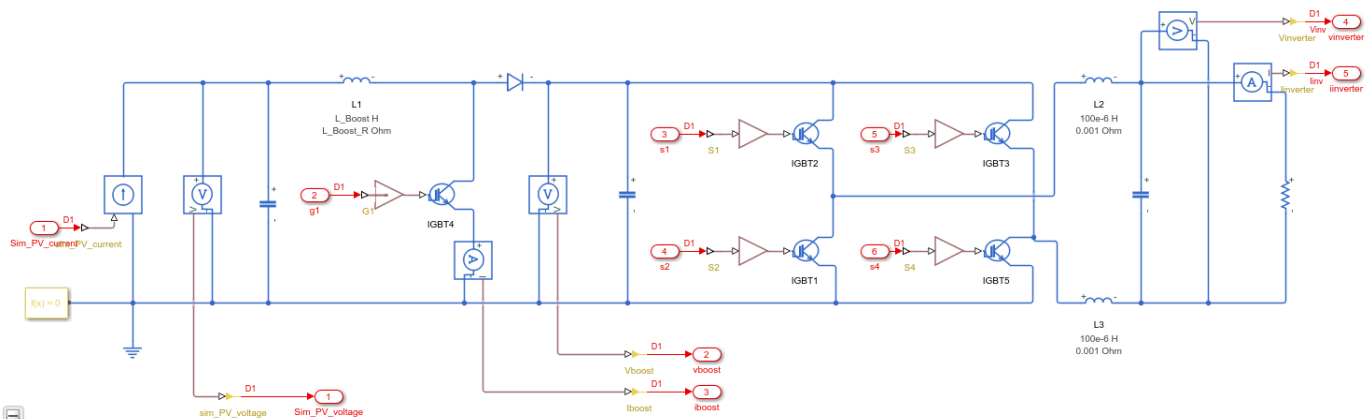 D1
Vinv
4
Vinverter
vinverter
V
D1
Iinv
5
Iinverter
iinverter
I
A
V
L1
L_Boost H
L_Boost_R Ohm
L2
100e-6 H
0.001 Ohm
3
D1
s1
S1
IGBT2
5
D1
s3
S3
IGBT3
V
V
2
D1
g1
G1
IGBT4
1
D1
Sim_PV_current
4
D1
s2
S2
IGBT1
6
D1
s4
S4
IGBT5
A
I
f(x) = 0
L3
100e-6 H
0.001 Ohm
D1
2
Vboost
vboost
D1
3
Iboost
iboost
D1
1
sim_PV_voltage
Sim_PV_voltage